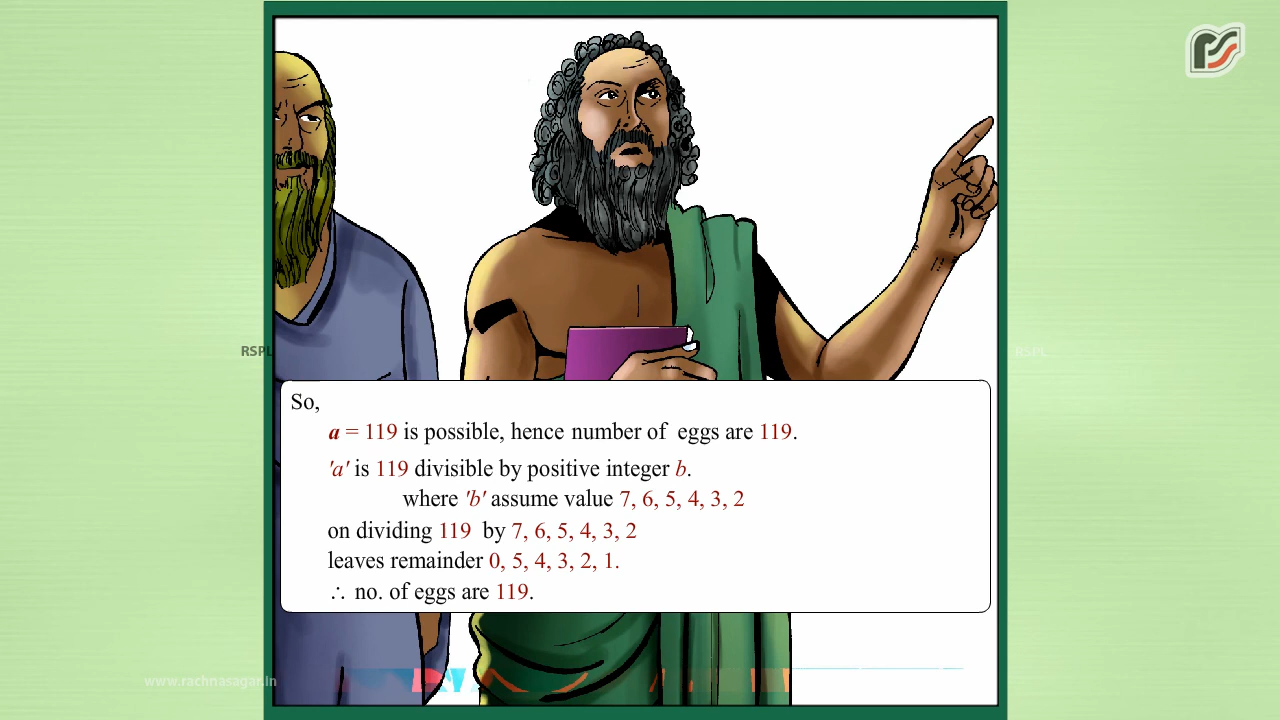 RSPL
RSPL
So,
a = 119 is possible, hence number of eggs are 119.
'a' is 119 divisible by positive integer b.
where 'b' assume value 7, 6, 5, 4, 3, 2
on dividing 119 by 7, 6, 5, 4, 3, 2
leaves remainder 0, 5, 4, 3, 2, 1.
∴ no. of eggs are 119.
www.rachnasagar.in